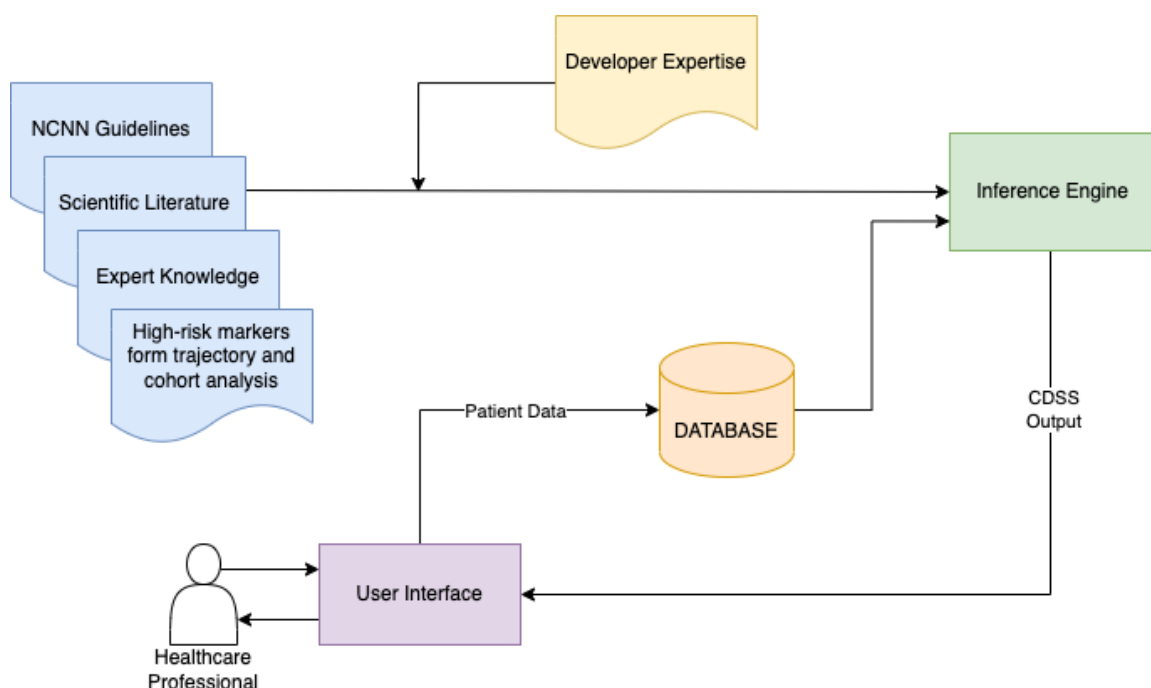 Developer Expertise
NCNN Guidelines
Scientific Literature
Inference Engine
Expert Knowledge
High-risk markers
form trajectory and
cohort analysis
Patient Data
DATABASE
CDSS
Output
User Interface
Healthcare
Professional